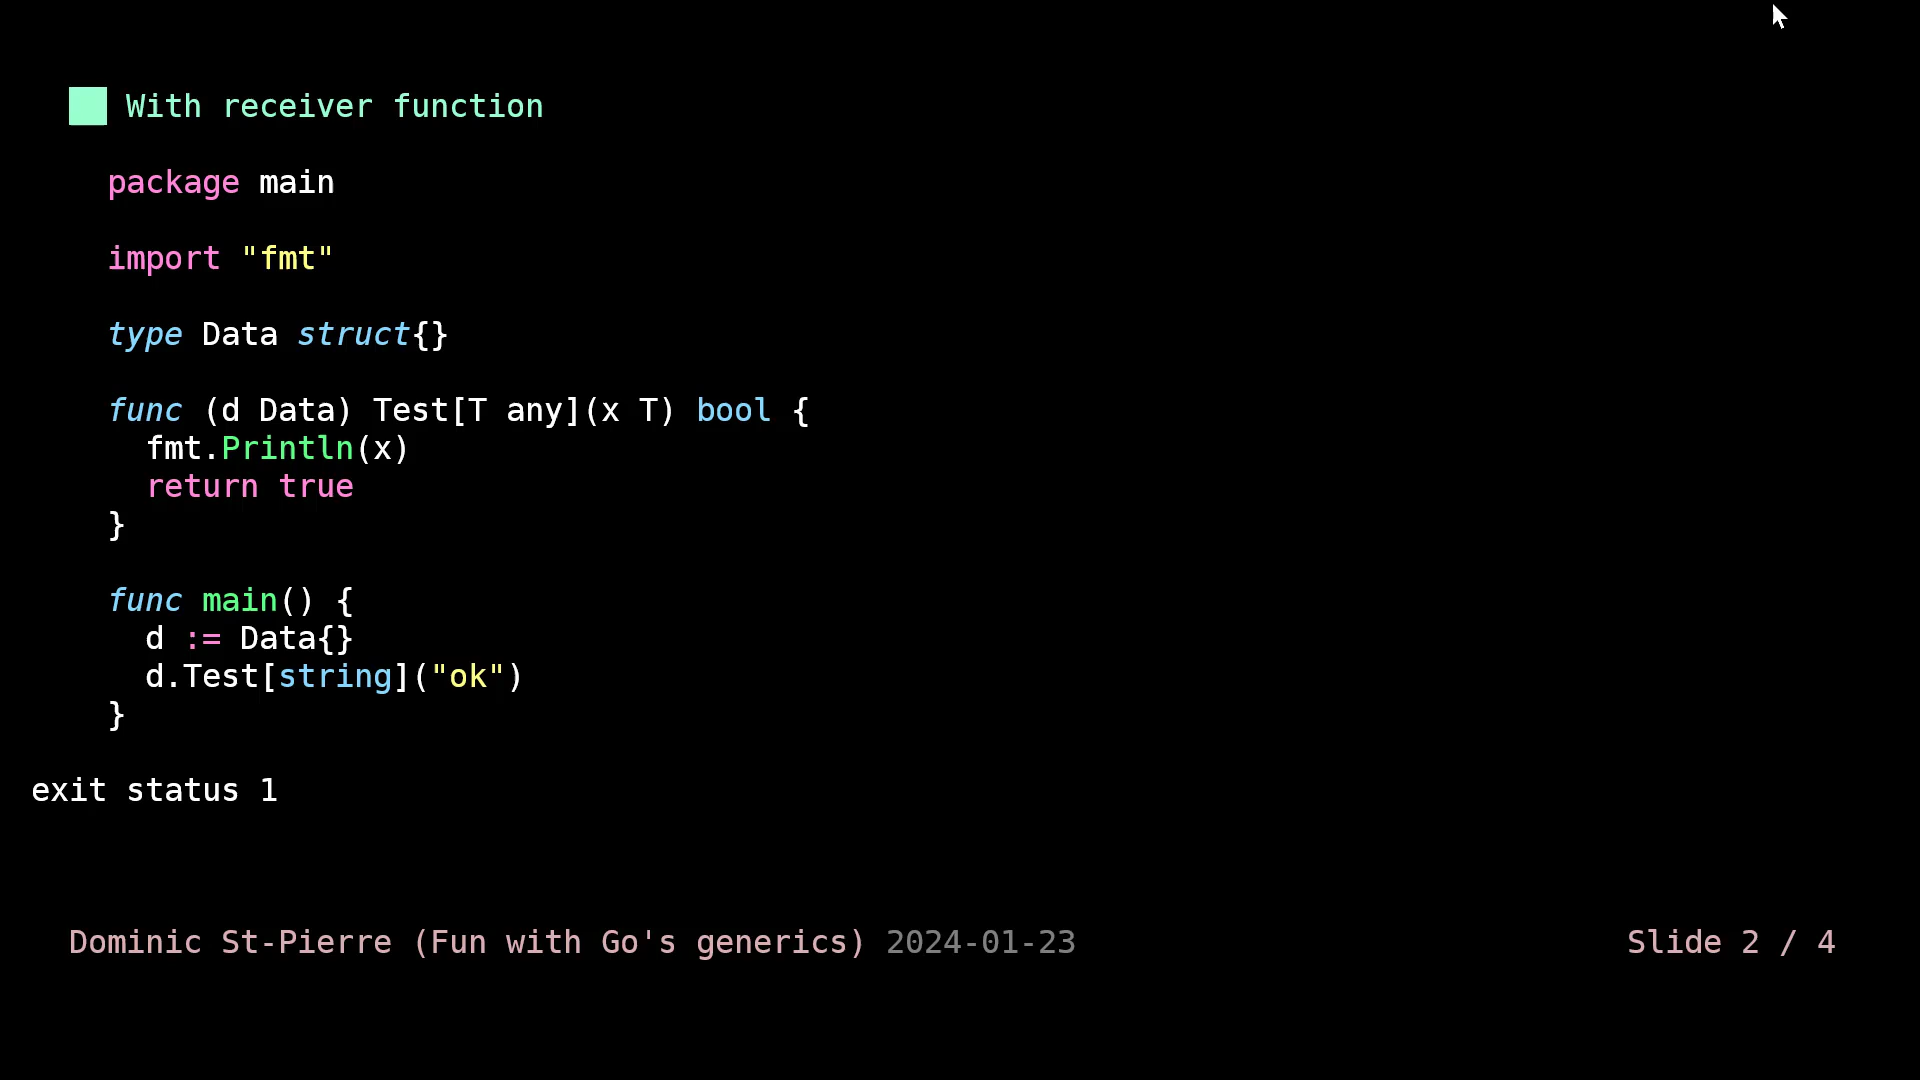 With receiver function
package main
import "fmt"
type Data struct{}
func (d Data) Test[T any](x T) bool {
fmt.Println(x)
return true
}
func main() {
d := Data{}
d.Test[string]("ok")
}
exit status 1
Dominic St-Pierre (Fun with Go's generics) 2024-01-23
Slide 2 / 4